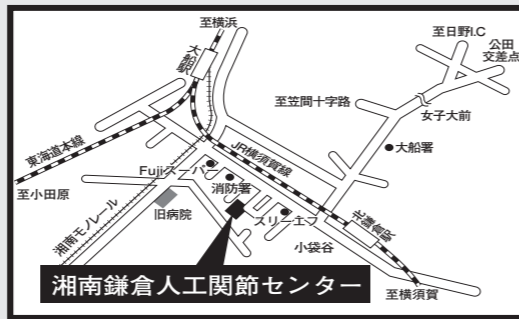 至横浜
至日野I.C
公田
交差点
大船駅
至笠間十字路
女子大前
東海道本線
JR横須賀線
大船署
Fujiスーパー
消防署
至小田原
旧病院
スリーエフ
北鎌倉駅
湘南モノレール
小袋谷
湘南鎌倉人工関節センター
至横須賀